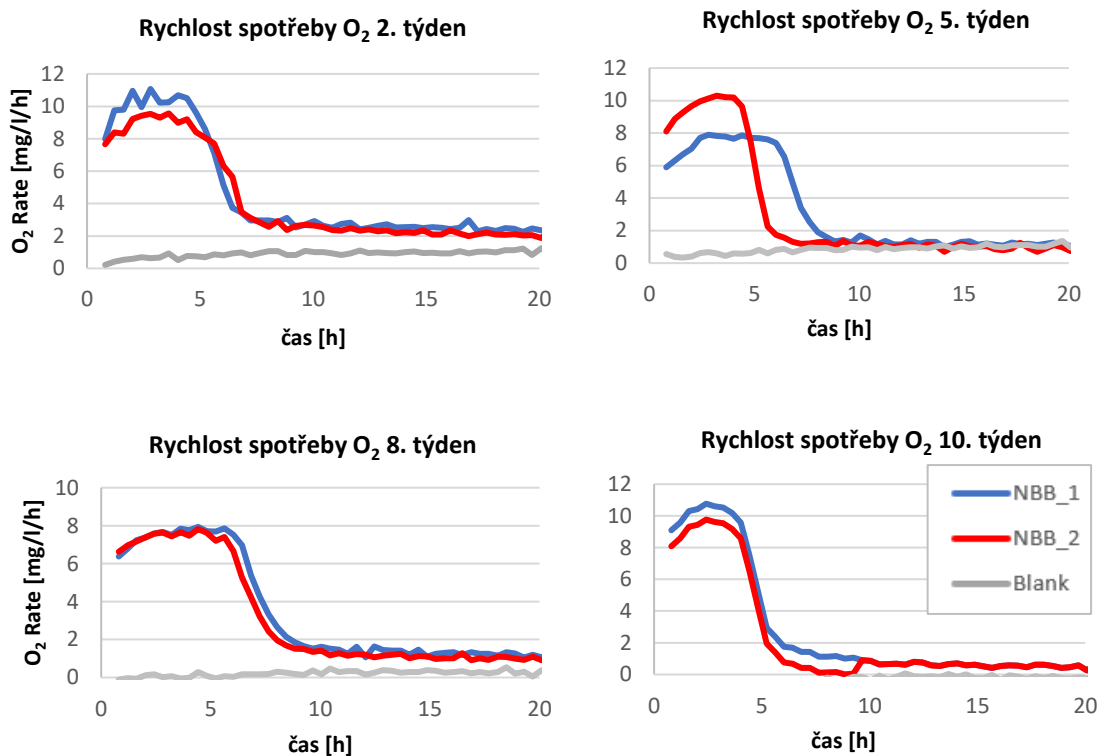 Rychlost spotřeby O₂ 2. týden
12
10
8
6
4
2
0
O₂ Rate [mg/l/h]
0 5 10 15 20
čas [h]
Rychlost spotřeby O₂ 5. týden
12
10
8
6
4
2
0
0 5 10 15 20
čas [h]
Rychlost spotřeby O₂ 8. týden
10
8
6
4
2
0
O₂ Rate [mg/l/h]
0 5 10 15 20
čas [h]
Rychlost spotřeby O₂ 10. týden
12
10
8
6
4
2
0
0 5 10 15 20
čas [h]
NBB_1
NBB_2
Blank